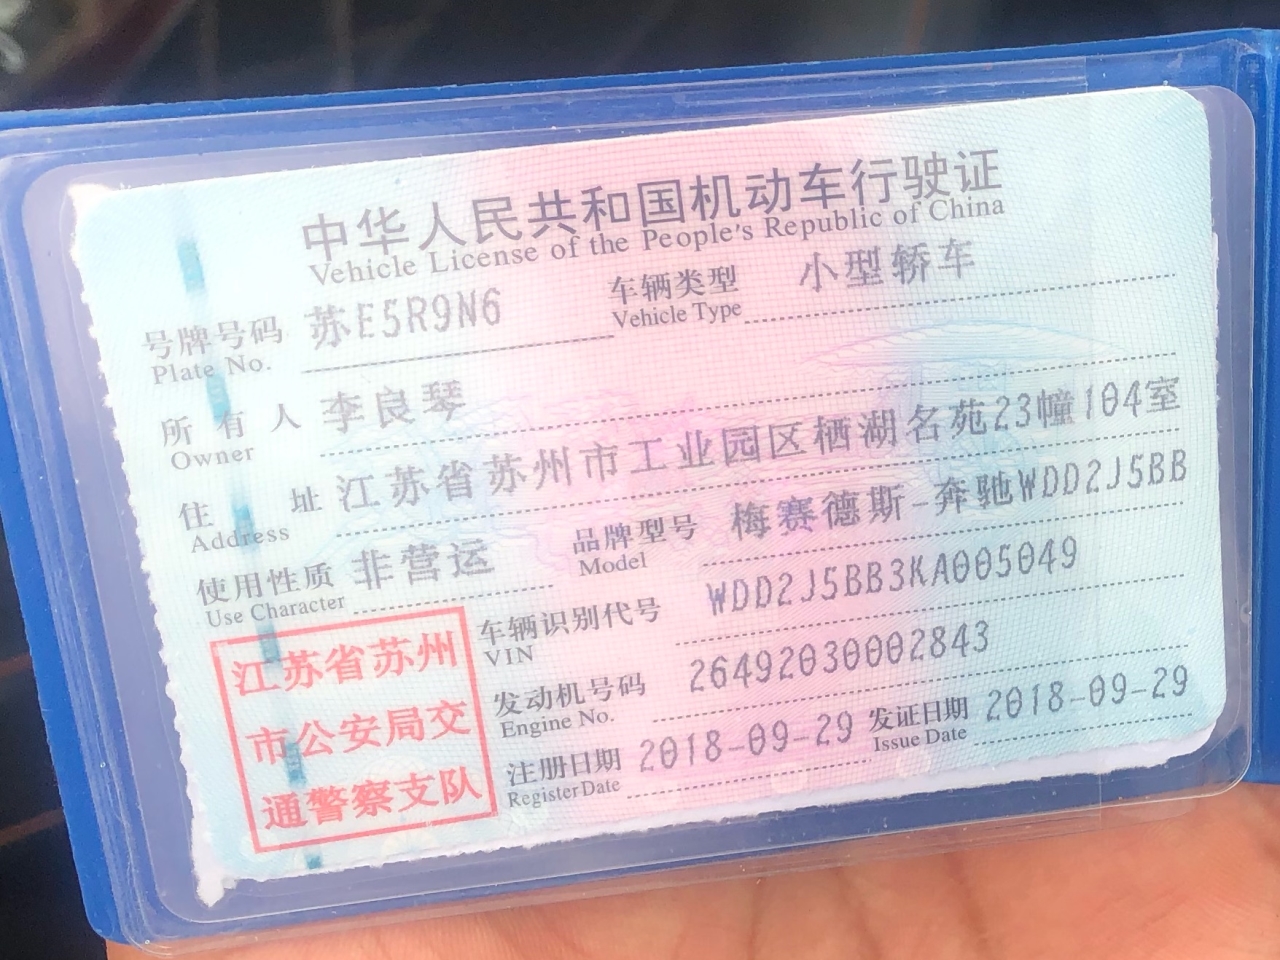 中华人民共和国机动车行驶证
Vehicle License of the People's Republic of China
号牌号码 苏E5R9N6 车辆类型 小型轿车
Plate No. Vehicle Type
所有人 李良琴
Owner
住址 江苏省苏州市工业园区栖湖名苑23幢104室
Address
使用性质 非营运 品牌型号 梅赛德斯-奔驰WDD2J5BB
Use Character Model
车辆识别代号 WDD2J5BB3KA005049
VIN
发动机号码 26492030002843
Engine No.
注册日期 2018-09-29 发证日期 2018-09-29
Register Date Issue Date
江苏省苏州
市公安局交
通警察支队